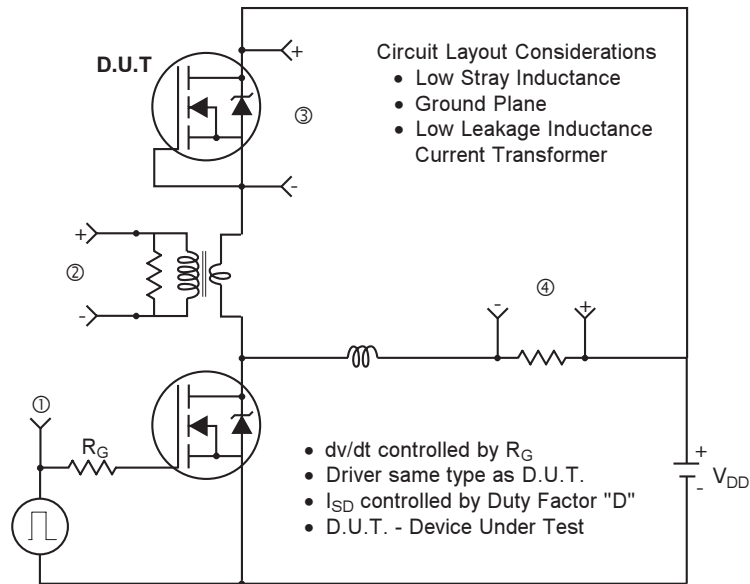 D.U.T
+
③
-
Circuit Layout Considerations
• Low Stray Inductance
• Ground Plane
• Low Leakage Inductance
Current Transformer
+
②
-
④
-
+
①
R_G
• dv/dt controlled by R_G
• Driver same type as D.U.T.
• I_SD controlled by Duty Factor "D"
• D.U.T. - Device Under Test
+
V_DD
-